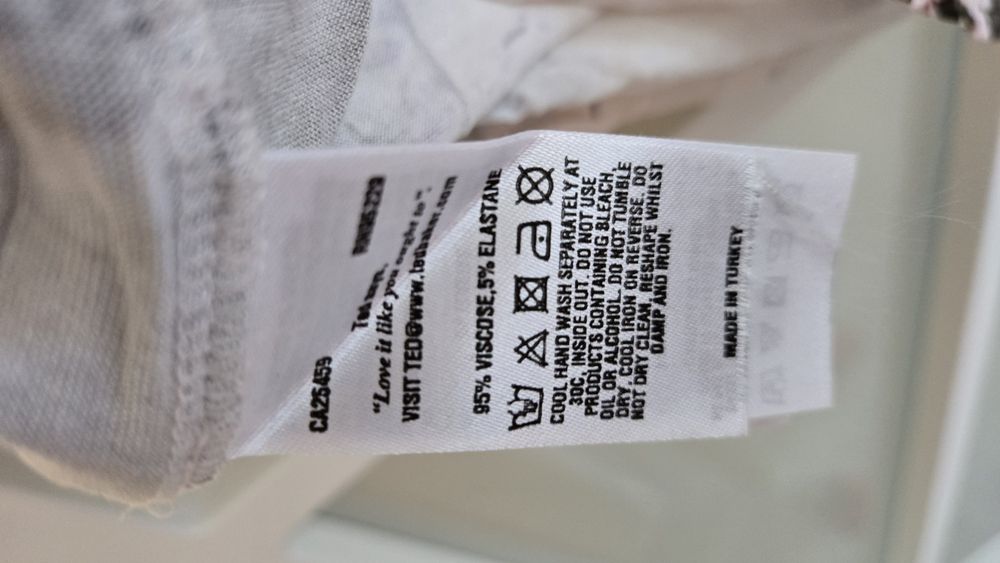 CA25459
Ted says,
"Love it like you ought to".
VISIT TED@www.tedbaker.com
95% VISCOSE,5% ELASTANE
COOL HAND WASH SEPARATELY AT
30C, INSIDE OUT. DO NOT USE
PRODUCTS CONTAINING BLEACH,
OIL OR ALCOHOL. DO NOT TUMBLE
DRY, COOL IRON ON REVERSE. DO
NOT DRY CLEAN, RESHAPE WHILST
DAMP AND IRON.
MADE IN TURKEY